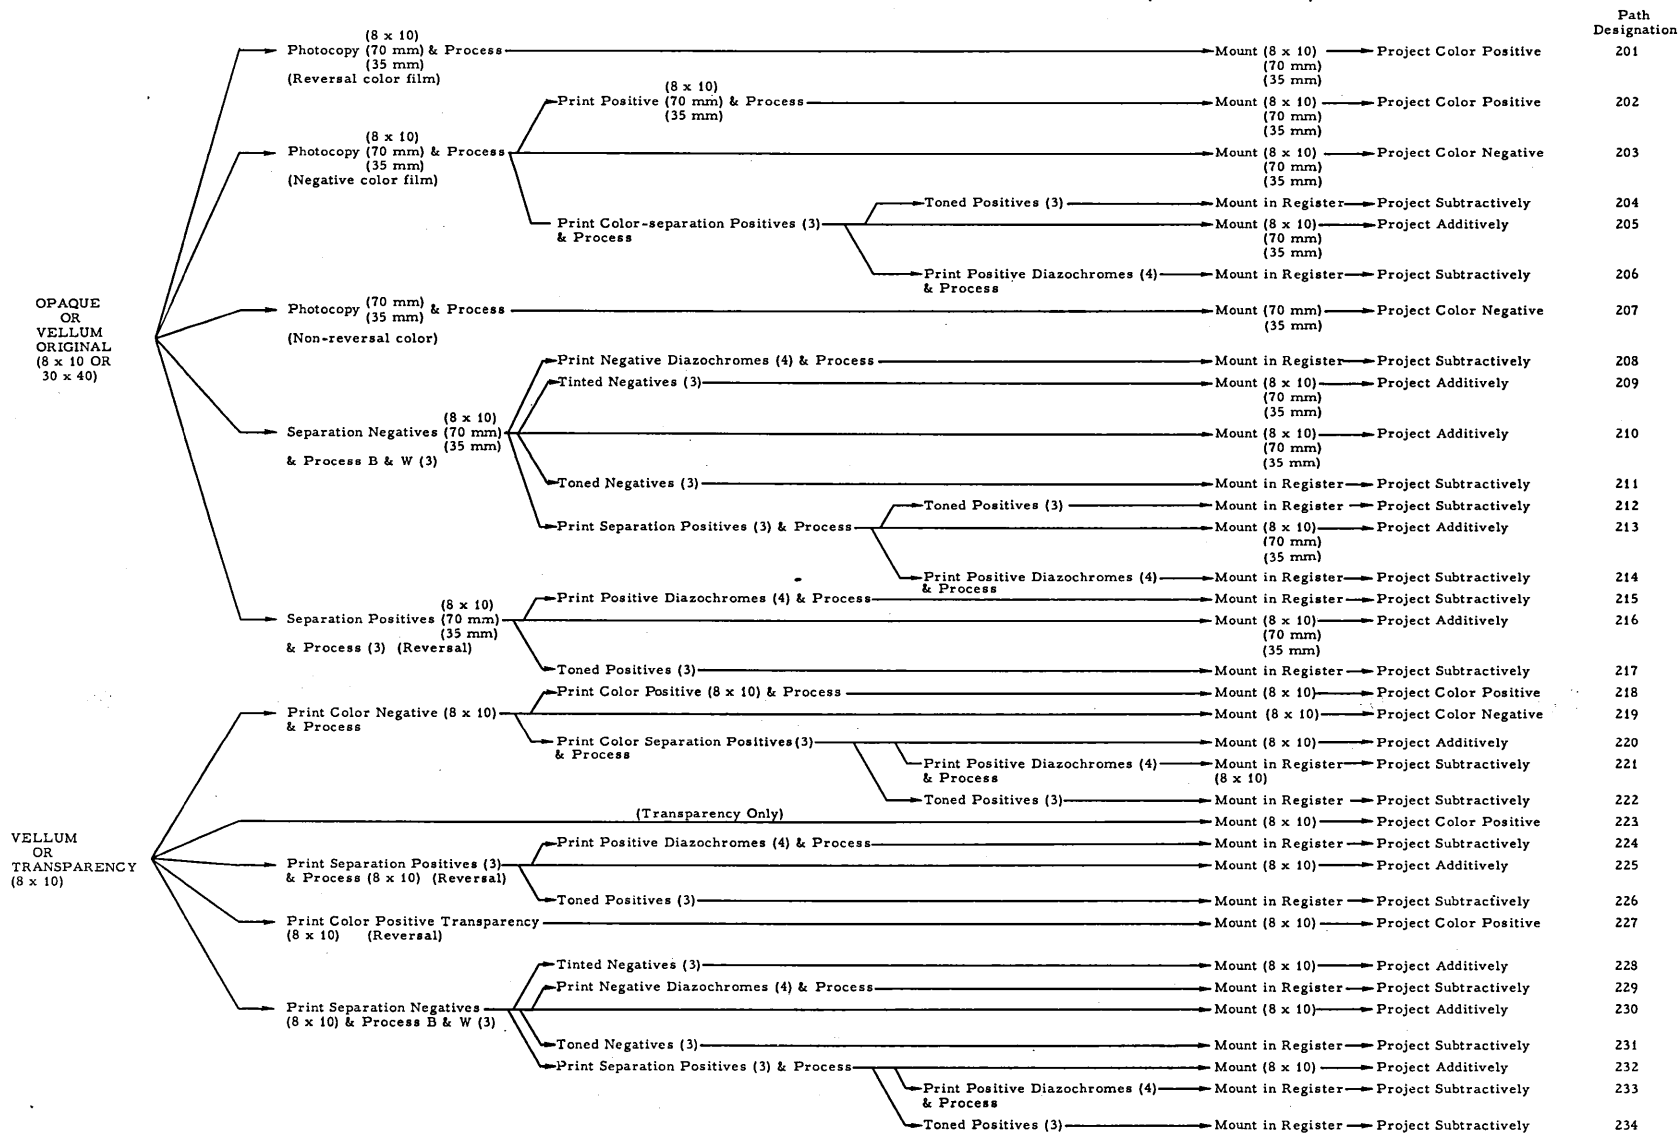 Path
Designation
(8 x 10)
Photocopy (70 mm) & Process Mount (8 x 10) Project Color Positive 201
(35 mm) (70 mm)
(Reversal color film) (35 mm)
(8 x 10)
Print Positive (70 mm) & Process Mount (8 x 10) Project Color Positive 202
(35 mm) (70 mm)
(35 mm)
(8 x 10)
Photocopy (70 mm) & Process Mount (8 x 10) Project Color Negative 203
(35 mm) (70 mm)
(Negative color film) (35 mm)
Toned Positives (3) Mount in Register Project Subtractively 204
Print Color-separation Positives (3) Mount (8 x 10) Project Additively 205
& Process (70 mm)
(35 mm)
Print Positive Diazochromes (4) Mount in Register Project Subtractively 206
& Process
OPAQUE
OR
VELLUM
ORIGINAL
(8 x 10 OR
30 x 40)
Photocopy (70 mm) & Process Mount (70 mm) Project Color Negative 207
(35 mm) (35 mm)
(Non-reversal color)
Print Negative Diazochromes (4) & Process Mount in Register Project Subtractively 208
Tinted Negatives (3) Mount (8 x 10) Project Additively 209
(70 mm)
(35 mm)
(8 x 10)
Separation Negatives (70 mm) Mount (8 x 10) Project Additively 210
(35 mm) (70 mm)
& Process B & W (3) (35 mm)
Toned Negatives (3) Mount in Register Project Subtractively 211
Toned Positives (3) Mount in Register Project Subtractively 212
Print Separation Positives (3) & Process Mount (8 x 10) Project Additively 213
(70 mm)
(35 mm)
Print Positive Diazochromes (4) Mount in Register Project Subtractively 214
& Process
Print Positive Diazochromes (4) & Process Mount in Register Project Subtractively 215
(8 x 10)
Separation Positives (70 mm) Mount (8 x 10) Project Additively 216
(35 mm) (70 mm)
& Process (3) (Reversal) (35 mm)
Toned Positives (3) Mount in Register Project Subtractively 217
Print Color Positive (8 x 10) & Process Mount (8 x 10) Project Color Positive 218
Print Color Negative (8 x 10) Mount (8 x 10) Project Color Negative 219
& Process
Print Color Separation Positives (3) Mount (8 x 10) Project Additively 220
& Process
Print Positive Diazochromes (4) Mount in Register Project Subtractively 221
& Process (8 x 10)
Toned Positives (3) Mount in Register Project Subtractively 222
(Transparency Only) Mount (8 x 10) Project Color Positive 223
VELLUM
OR
TRANSPARENCY
(8 x 10)
Print Positive Diazochromes (4) & Process Mount in Register Project Subtractively 224
Print Separation Positives (3) Mount (8 x 10) Project Additively 225
& Process (8 x 10) (Reversal)
Toned Positives (3) Mount in Register Project Subtractively 226
Print Color Positive Transparency Mount (8 x 10) Project Color Positive 227
(8 x 10) (Reversal)
Tinted Negatives (3) Mount (8 x 10) Project Additively 228
Print Negative Diazochromes (4) & Process Mount in Register Project Subtractively 229
Print Separation Negatives Mount (8 x 10) Project Additively 230
(8 x 10) & Process B & W (3)
Toned Negatives (3) Mount in Register Project Subtractively 231
Print Separation Positives (3) & Process Mount (8 x 10) Project Additively 232
Print Positive Diazochromes (4) Mount in Register Project Subtractively 233
& Process
Toned Positives (3) Mount in Register Project Subtractively 234